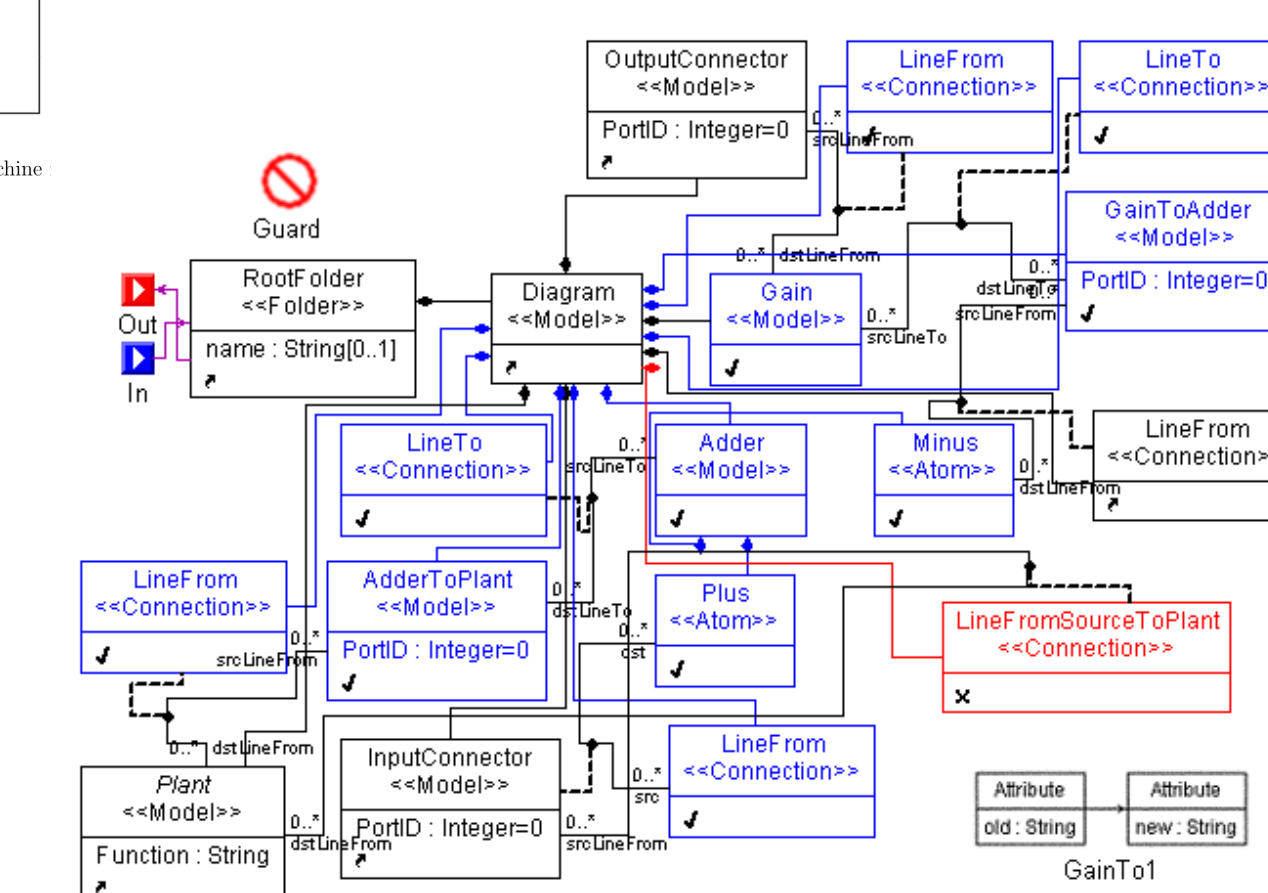 OutputConnector
<<Model>>
PortID : Integer=0
LineFrom
<<Connection>>
LineTo
<<Connection>>
0..*
srcLineFrom
chine
Guard
GainToAdder
<<Model>>
PortID : Integer=0
0..* dstLineFrom
RootFolder
<<Folder>>
name : String[0..1]
Out
In
Diagram
<<Model>>
Gain
<<Model>>
0..*
dstLineTo
0..*
srcLineFrom
0..*
srcLineTo
LineTo
<<Connection>>
0..*
srcLineTo
Adder
<<Model>>
Minus
<<Atom>>
0..*
dstLineFrom
LineFrom
<<Connection>
LineFrom
<<Connection>>
0..*
srcLineFrom
AdderToPlant
<<Model>>
PortID : Integer=0
0..*
dstLineTo
0..*
dst
Plus
<<Atom>>
LineFromSourceToPlant
<<Connection>>
0..* dstLineFrom
Plant
<<Model>>
Function : String
0..*
dstLineFrom
InputConnector
<<Model>>
PortID : Integer=0
0..*
srcLineFrom
0..*
src
LineFrom
<<Connection>>
Attribute
old : String
Attribute
new : String
GainTo1